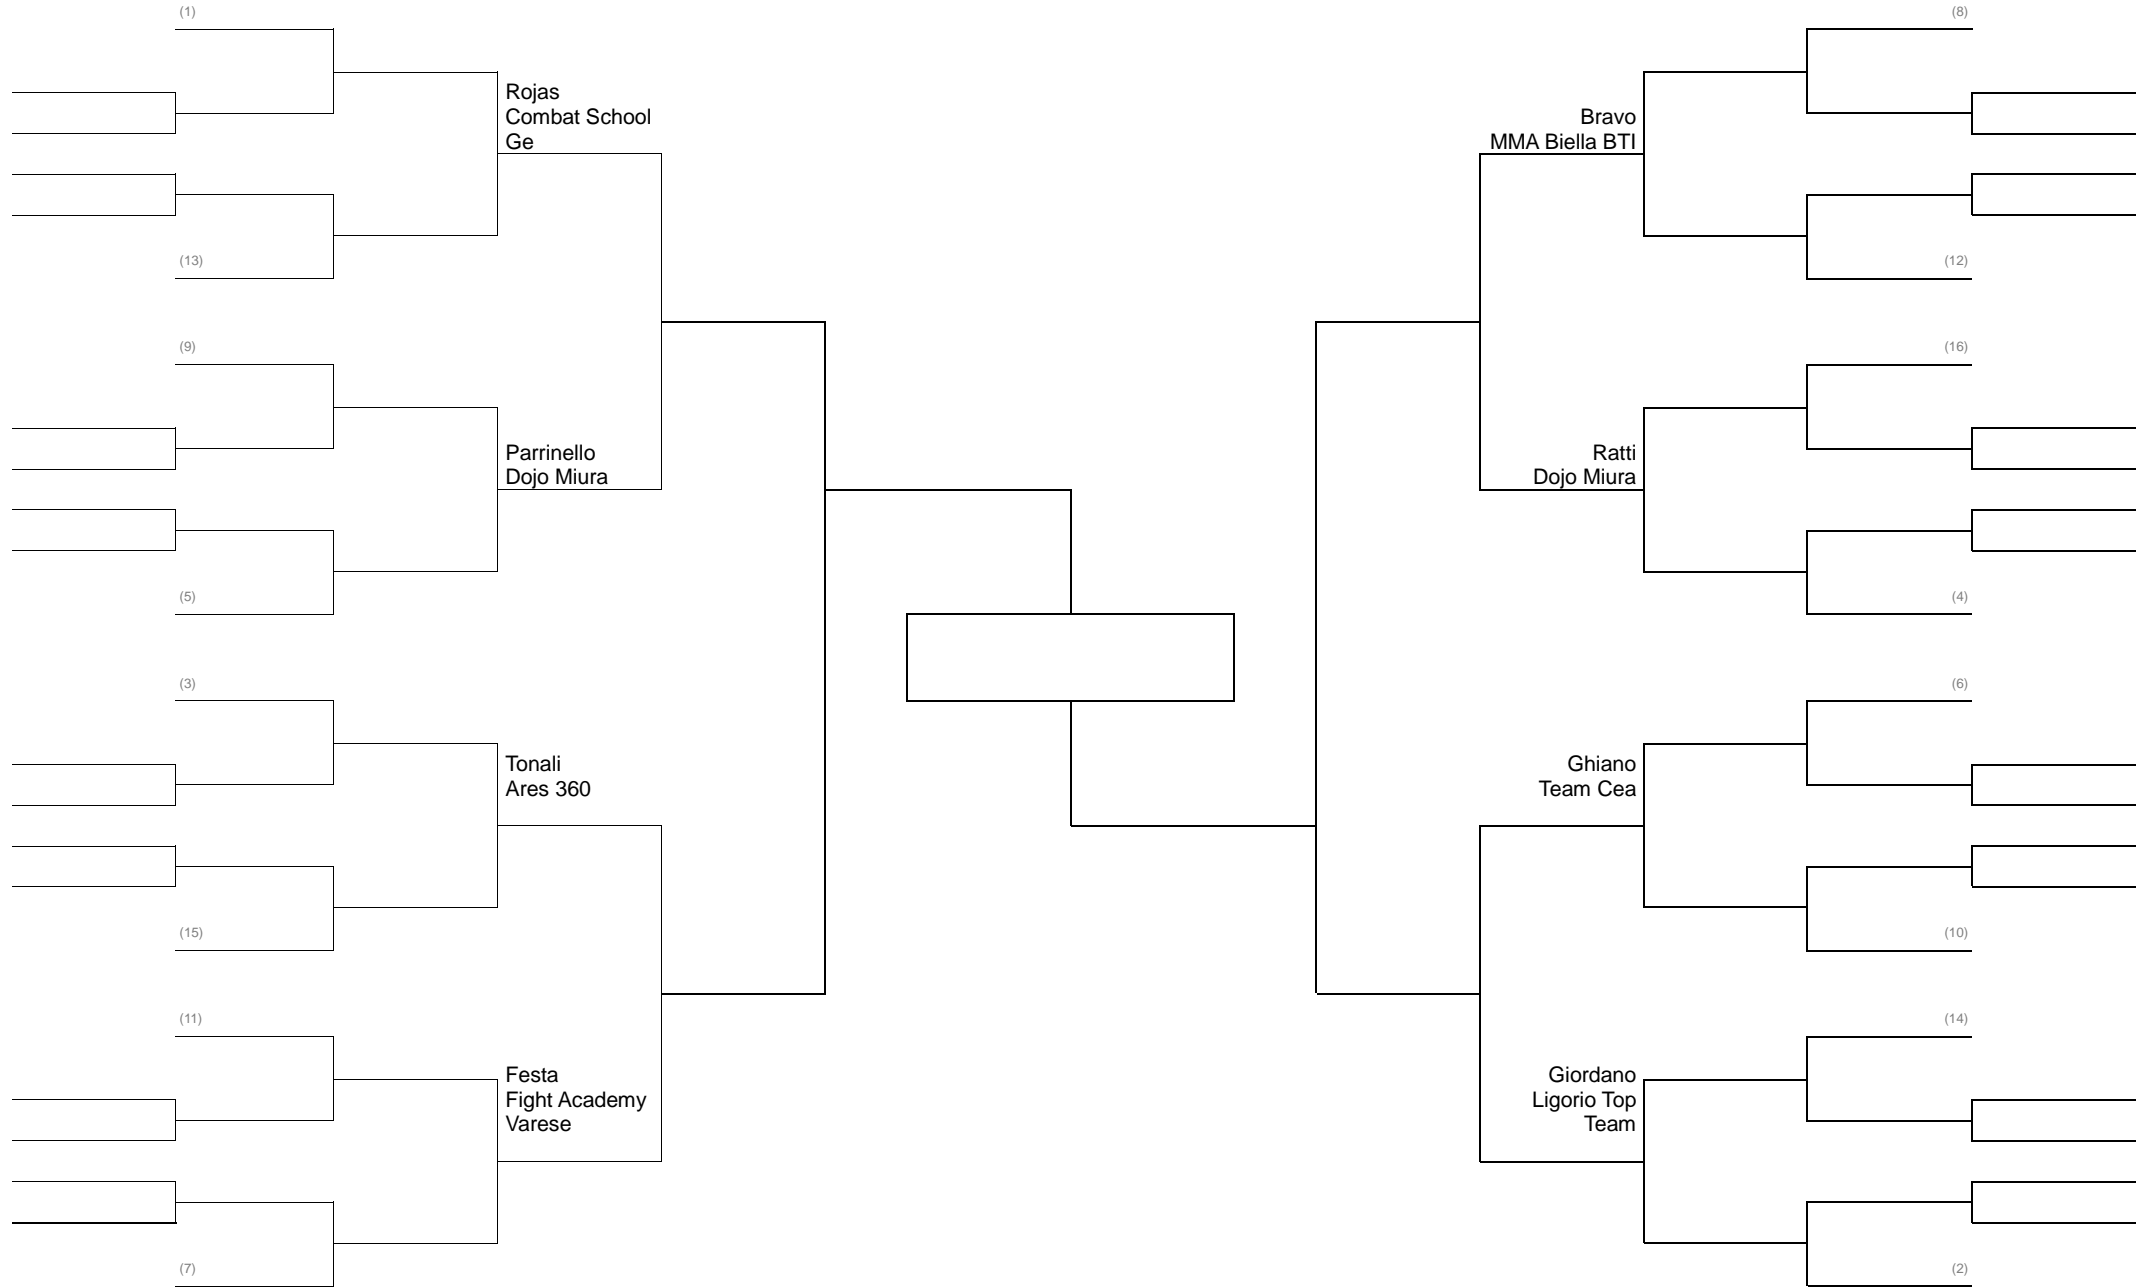 (1)
Rojas
Combat School
Ge
(13)
(9)
Parrinello
Dojo Miura
(5)
(3)
Tonali
Ares 360
(15)
(11)
Festa
Fight Academy
Varese
(7)
(8)
Bravo
MMA Biella BTI
(12)
(16)
Ratti
Dojo Miura
(4)
(6)
Ghiano
Team Cea
(10)
(14)
Giordano
Ligorio Top
Team
(2)